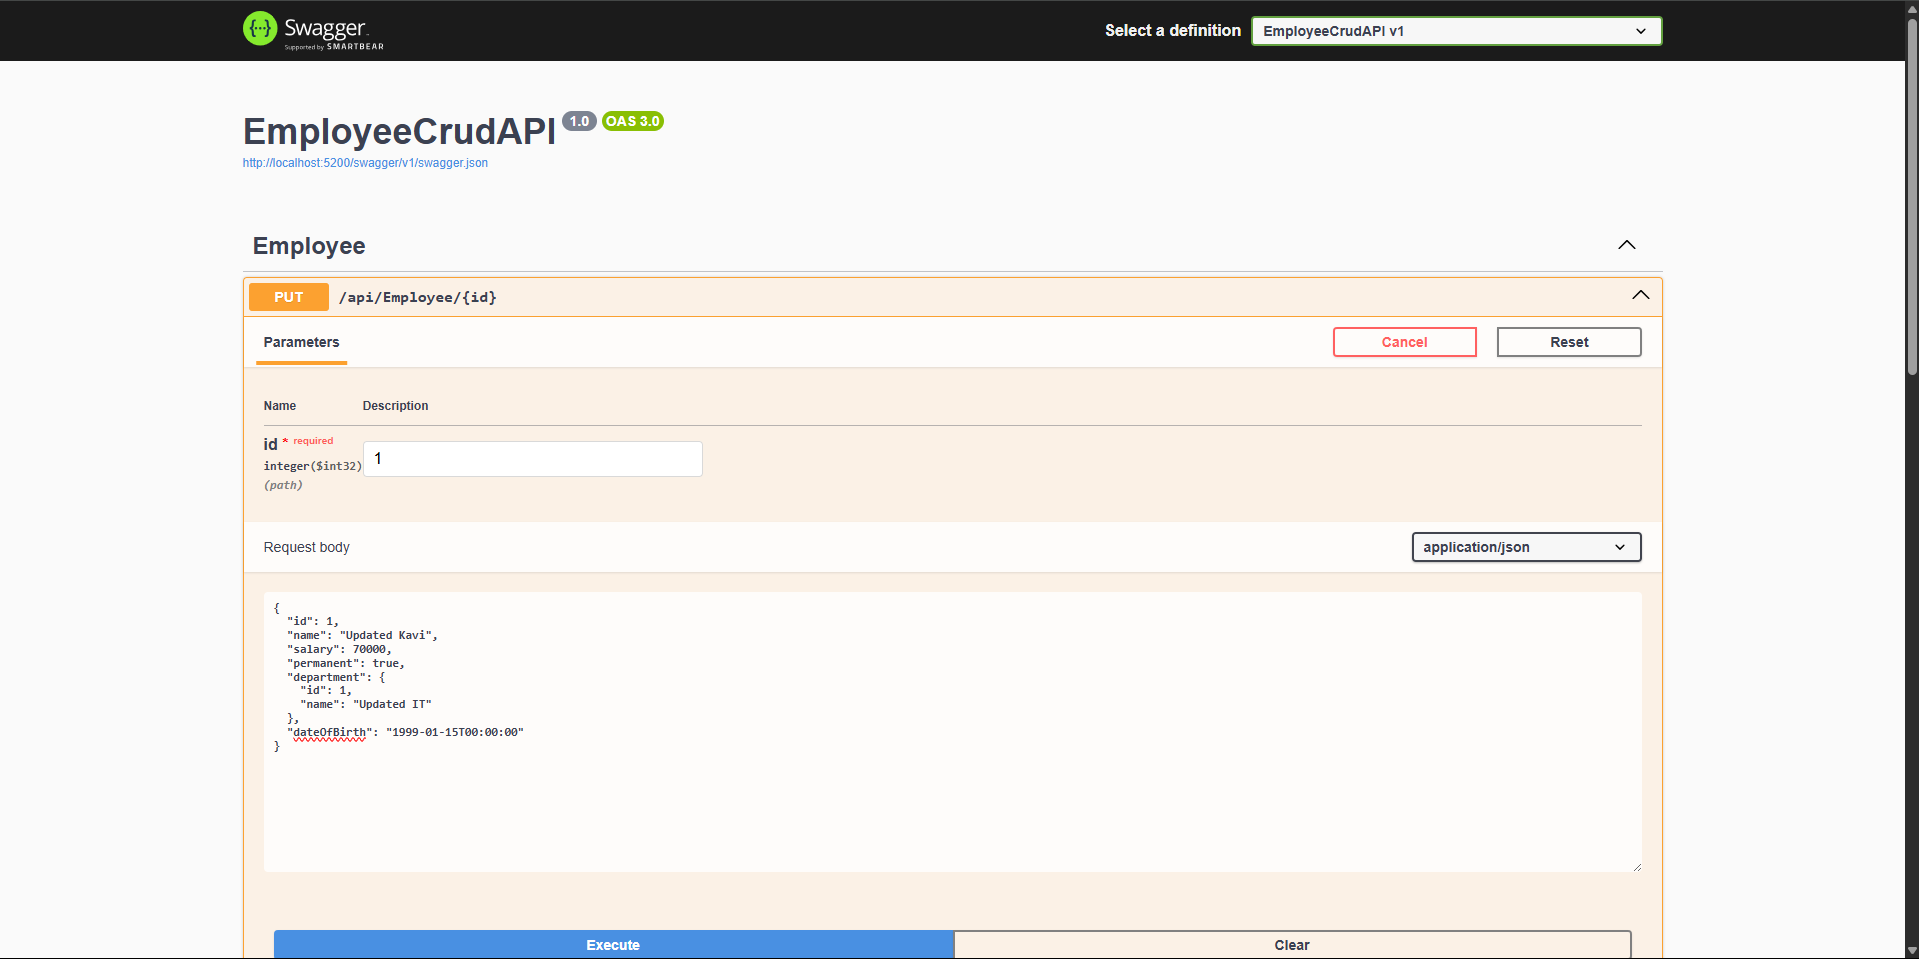 Swagger
Supported by SMARTBEAR
Select a definition
EmployeeCrudAPI v1
EmployeeCrudAPI 1.0 OAS 3.0
http://localhost:5200/swagger/v1/swagger.json
Employee
PUT /api/Employee/{id}
Parameters
Cancel
Reset
Name Description
id * required
integer($int32)
(path)
1
Request body
application/json
{
  "id": 1,
  "name": "Updated Kavi",
  "salary": 70000,
  "permanent": true,
  "department": {
    "id": 1,
    "name": "Updated IT"
  },
  "dateOfBirth": "1999-01-15T00:00:00"
}
Execute
Clear